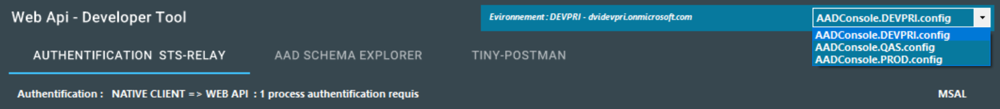 Web Api - Developer Tool
Evironnement : DEVPRI - dvidevpri.onmicrosoft.com
AADConsole.DEVPRI.config
AADConsole.DEVPRI.config
AADConsole.QAS.config
AADConsole.PROD.config
AUTHENTIFICATION STS-RELAY
AAD SCHEMA EXPLORER
TINY-POSTMAN
Authentification : NATIVE CLIENT => WEB API : 1 process authentification requis
MSAL